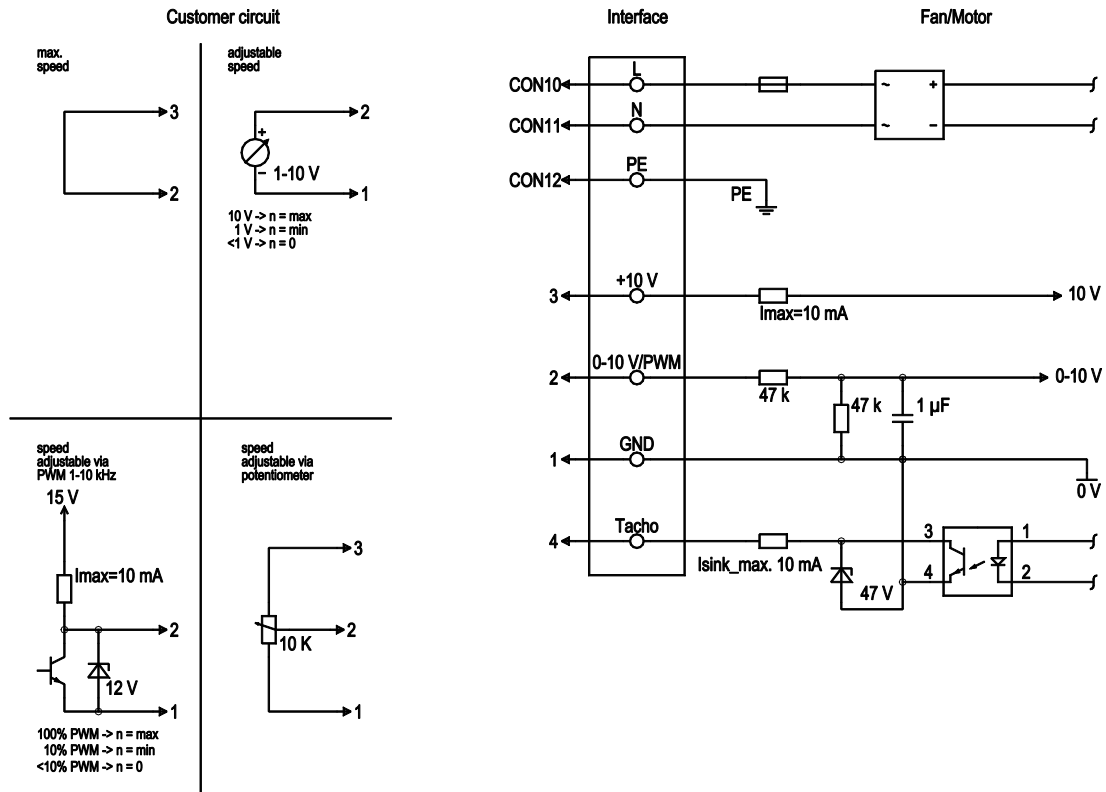 Customer circuit
Interface
Fan/Motor
max.
speed
3
2
adjustable
speed
2
+
–
1-10 V
1
10 V -> n = max
1 V -> n = min
<1 V -> n = 0
speed
adjustable via
PWM 1-10 kHz
15 V
Imax=10 mA
2
12 V
1
100% PWM -> n = max
10% PWM -> n = min
<10% PWM -> n = 0
speed
adjustable via
potentiometer
3
2
10 K
1
L
CON10
~
+
N
CON11
~
–
PE
CON12
PE
+10 V
3
10 V
Imax=10 mA
0-10 V/PWM
2
0-10 V
47 k
47 k
1 µF
GND
1
0 V
Tacho
4
3
1
Isink_max. 10 mA
4
2
47 V